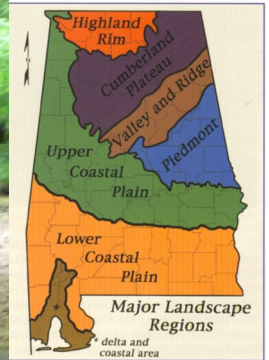 Highland
Rim
Cumberland
Plateau
Valley and Ridge
Piedmont
Upper
Coastal
Plain
Lower
Coastal
Plain
Major Landscape
Regions
* delta and
coastal area